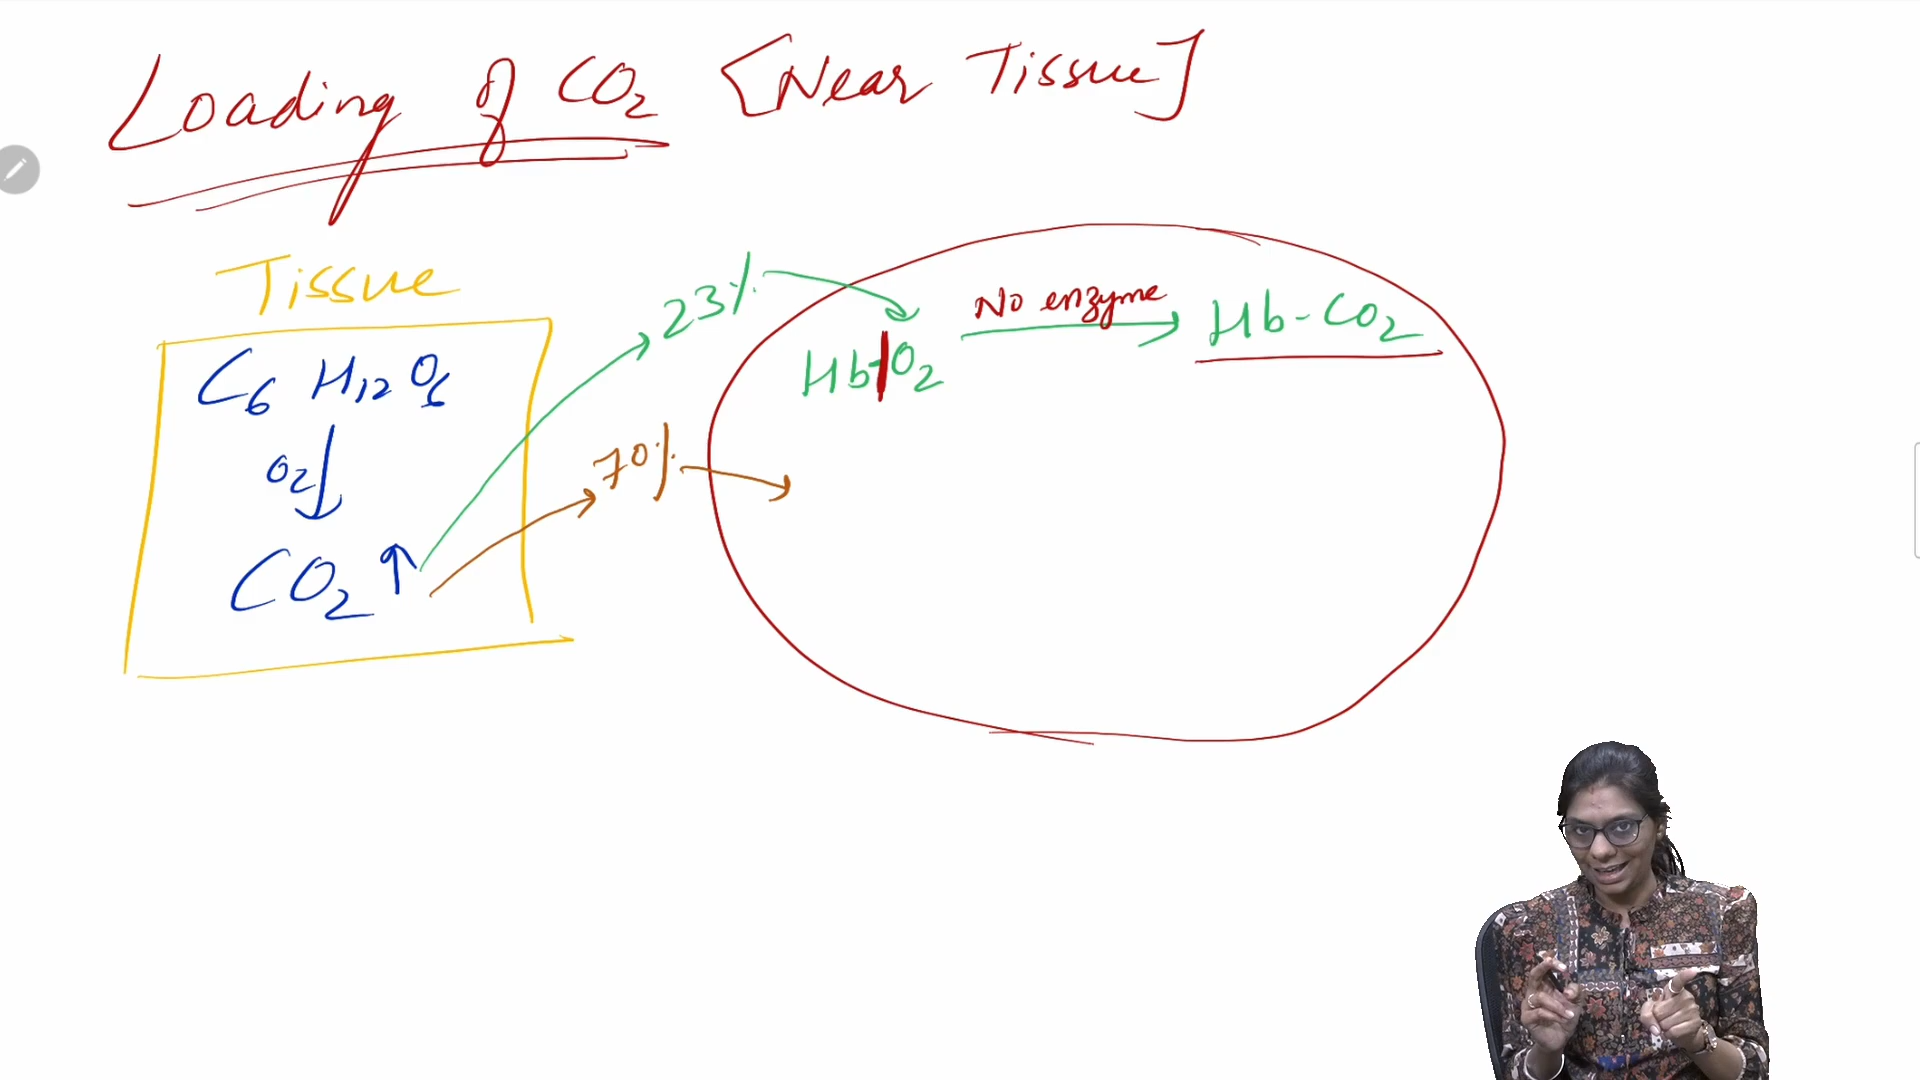 Loading of CO2 [Near Tissue]
Tissue
C6 H12 O6
O2
CO2 ↑
23%
70%
Hb-O2
No enzyme
Hb-CO2